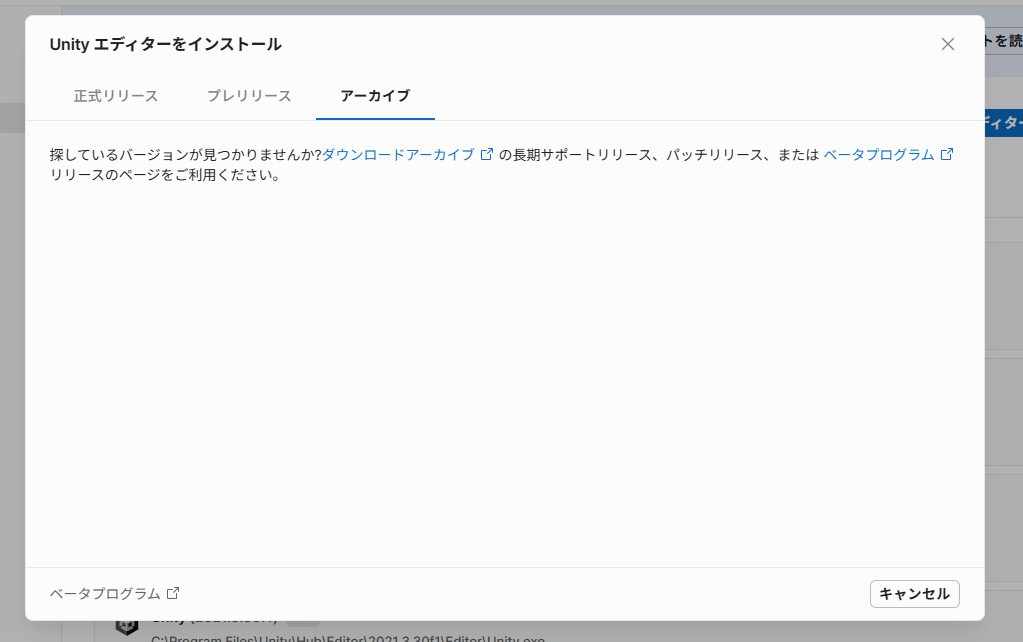 Unity エディターをインストール
トを読
正式リリース
プレリリース
アーカイブ
ディター
探しているバージョンが見つかりませんか?ダウンロードアーカイブ の長期サポートリリース、パッチリリース、または ベータプログラム
リリースのページをご利用ください。
ベータプログラム
キャンセル
C:\Program Files\Unity\Hub\Editor\2021.3.30f1\Editor\Unity.exe